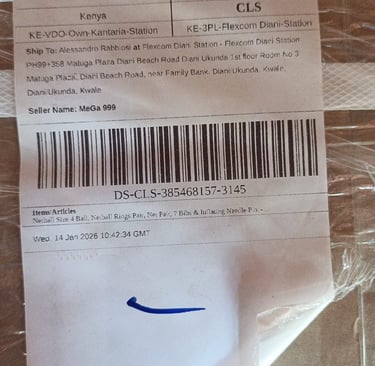 Kenya
CLS
KE-VDO-Own-Kantaria-Station
KE-3PL-Flexcom Diani-Station
Ship To: Alessandro Rabbiosi at Flexcom Diani Station - Flexcom Diani Station
PH99+358 Maluga Plaza Diani Beach Road Diani Ukunda 1st floor Room No 3
Maluga Plaza, Diani Beach Road, near Family Bank, Diani/Ukunda, Kwale,
Diani/Ukunda, Kwale
Seller Name: MeGa 999
DS-CLS-385468157-3145
Items/Articles
Netball Size 4 Ball, Netball Rings Pair, Net Pair, 7 Bibs & Inflating Needle
Wed, 14 Jan 2026 10:42:34 GMT